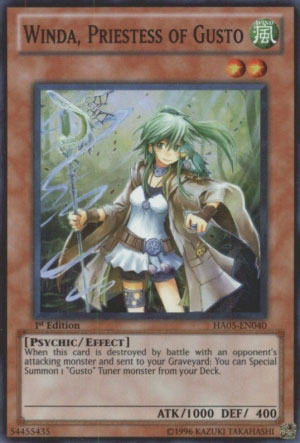 WINDA, PRIESTESS OF GUSTO
WIND
風
1st Edition
HA05-EN040
[PSYCHIC/EFFECT]
When this card is destroyed by battle with an opponent's
attacking monster and sent to your Graveyard: You can Special
Summon 1 "Gusto" Tuner monster from your Deck.
ATK/1000 DEF/ 400
54455435
©1996 KAZUKI TAKAHASHI